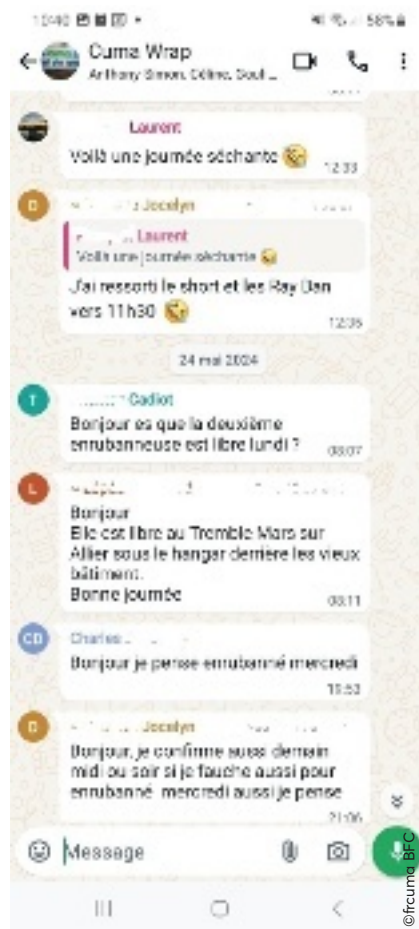 10:40
58%
Cuma Wrap
Anthony Simon, Céline, Goul...
Laurent
Voilà une journée séchante
12:33
D
Jocelyn
Laurent
Voilà une journée séchante
J'ai ressorti le short et les Ray Ban
vers 11h30
24 mai 2024
T
Cadiot
Bonjour es que la deuxième
enrubanneuse est libre lundi ?
08:07
L
Bonjour
Elle est libre au Tremble Mars sur
Allier sous le hangar derrière les vieux
bâtiment.
Bonne journée
08:11
CD
Charles
Bonjour je pense enrubanné mercredi
19:53
D
Jocelyn
Bonjour, je confirme aussi demain
midi ou soir si je fauche aussi pour
enrubanné mercredi aussi je pense
21:06
Message
©frcuma BFC